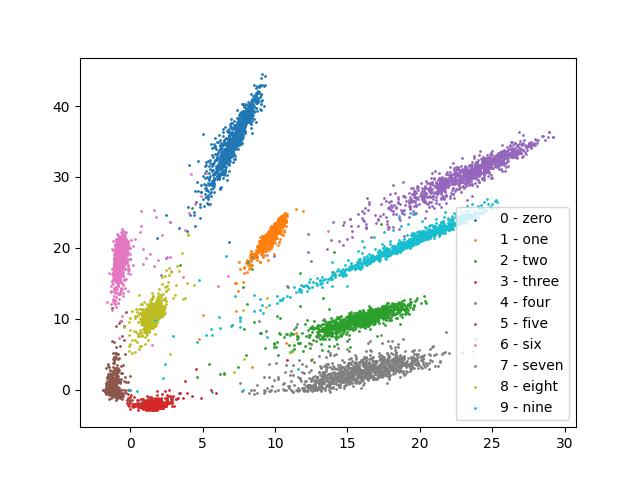 40
30
20
10
0
0
5
10
15
20
25
30
0 - zero
1 - one
2 - two
3 - three
4 - four
5 - five
6 - six
7 - seven
8 - eight
9 - nine